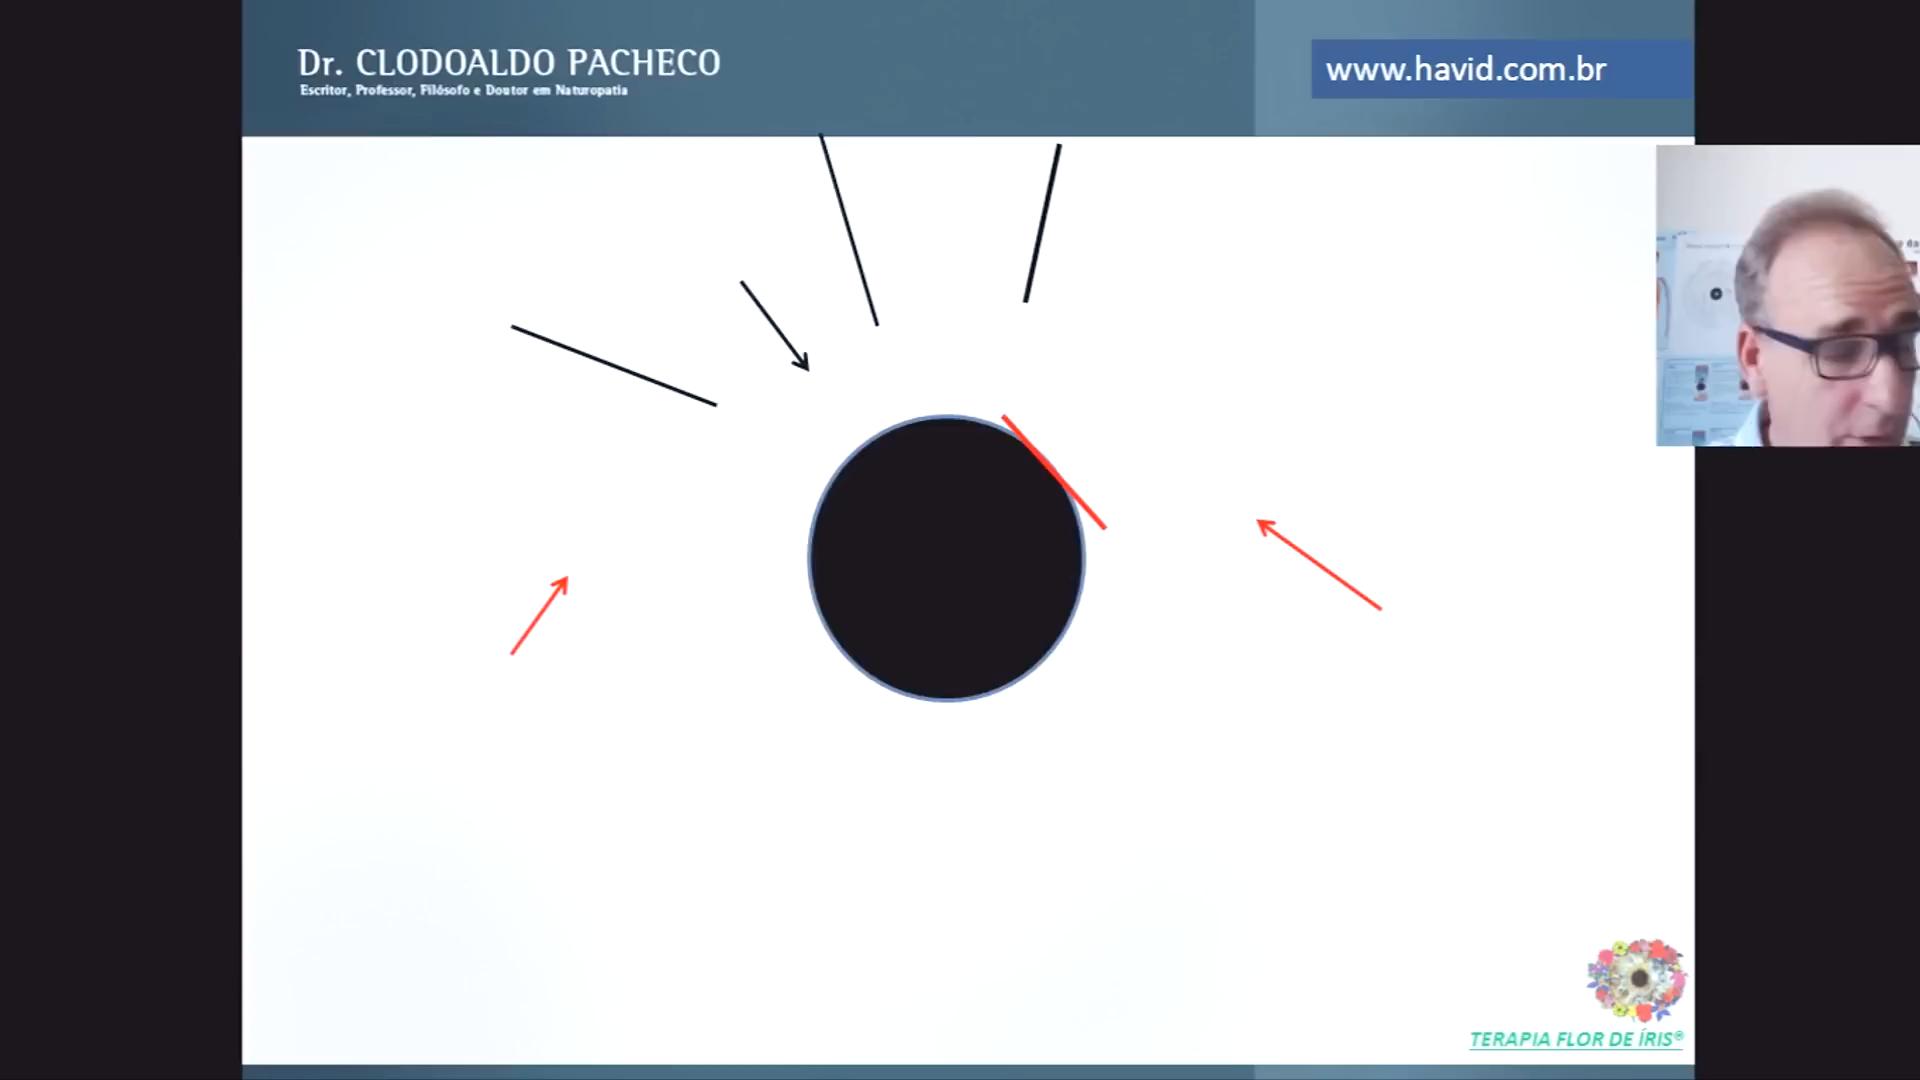 Dr. CLODOALDO PACHECO
Escritor, Professor, Filósofo e Doutor em Naturopatia
www.havid.com.br
TERAPIA FLOR DE ÍRIS®